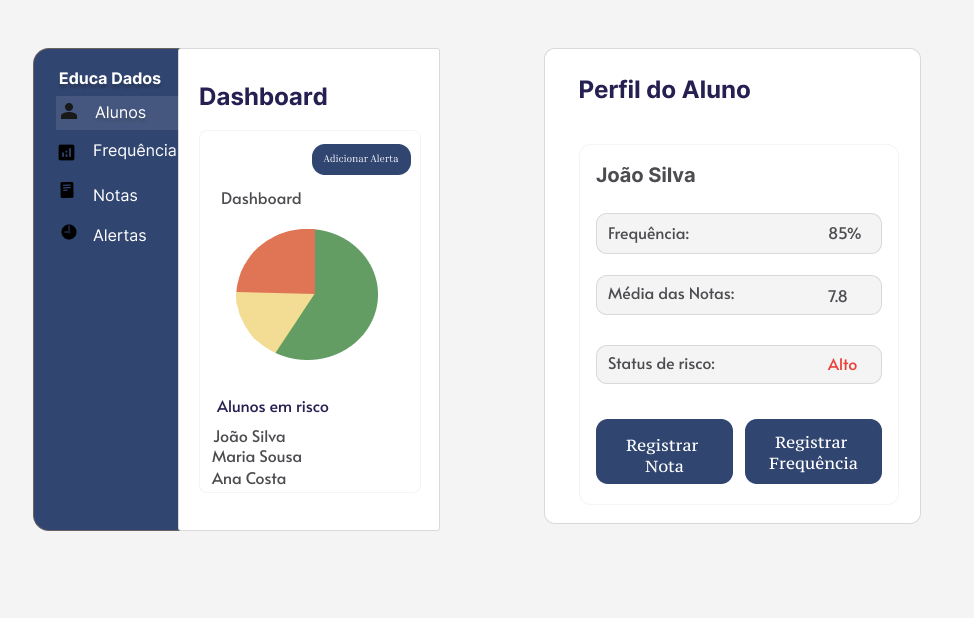 Educa Dados
Alunos
Frequência
Notas
Alertas
Dashboard
Adicionar Alerta
Dashboard
Alunos em risco
João Silva
Maria Sousa
Ana Costa
Perfil do Aluno
João Silva
Frequência: 85%
Média das Notas: 7.8
Status de risco: Alto
Registrar
Nota
Registrar
Frequência